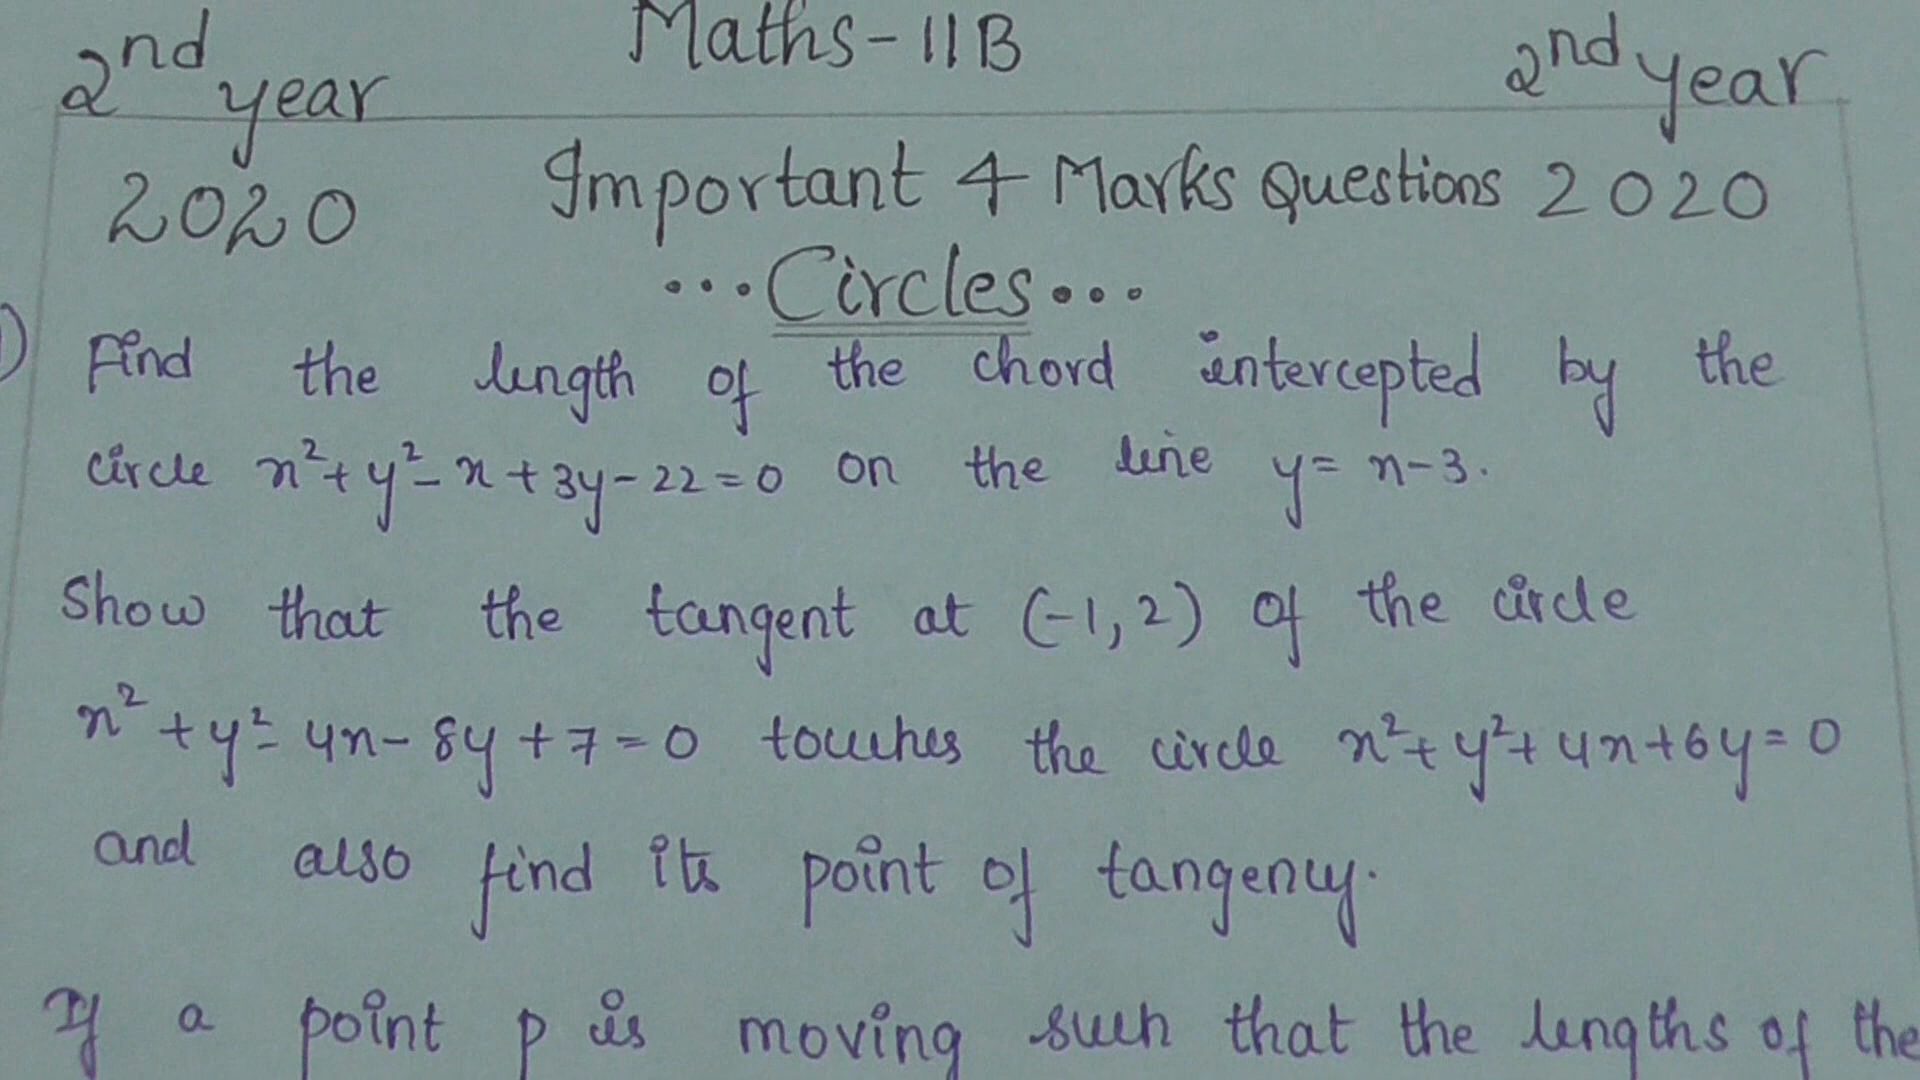 2nd year Maths-IIB 2nd year
2020 Important 4 Marks Questions 2020
...Circles...
1) Find the length of the chord intercepted by the
circle x²+y²-x+3y-22=0 on the line y=x-3.
Show that the tangent at (-1,2) of the circle
x²+y²-4x-8y+7=0 touches the circle x²+y²+4x+6y=0
and also find its point of tangency.
If a point p is moving such that the lengths of the